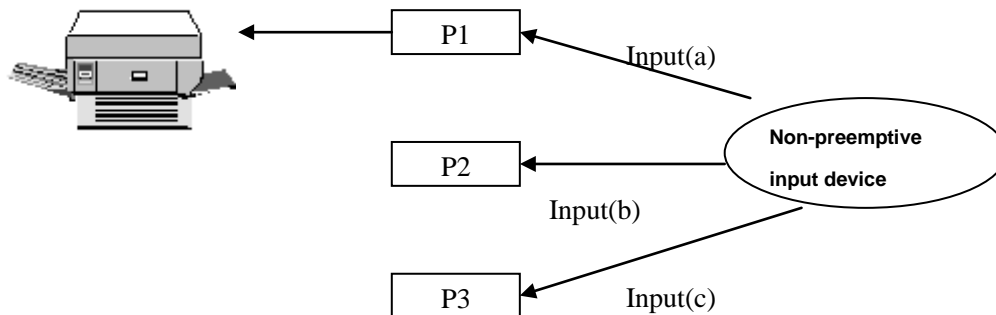 P1
Input(a)
Non-preemptive
input device
P2
Input(b)
P3
Input(c)